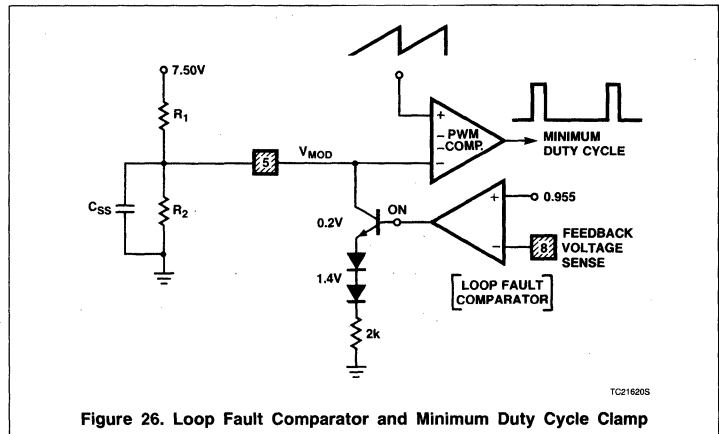 7.50V
R1
CSS
R2
5
VMOD
+
–
–
–
PWM
COMP.
MINIMUM
DUTY CYCLE
0.2V
ON
1.4V
2k
+
–
0.955
8
FEEDBACK
VOLTAGE
SENSE
[LOOP FAULT
COMPARATOR]
TC21620S
Figure 26. Loop Fault Comparator and Minimum Duty Cycle Clamp